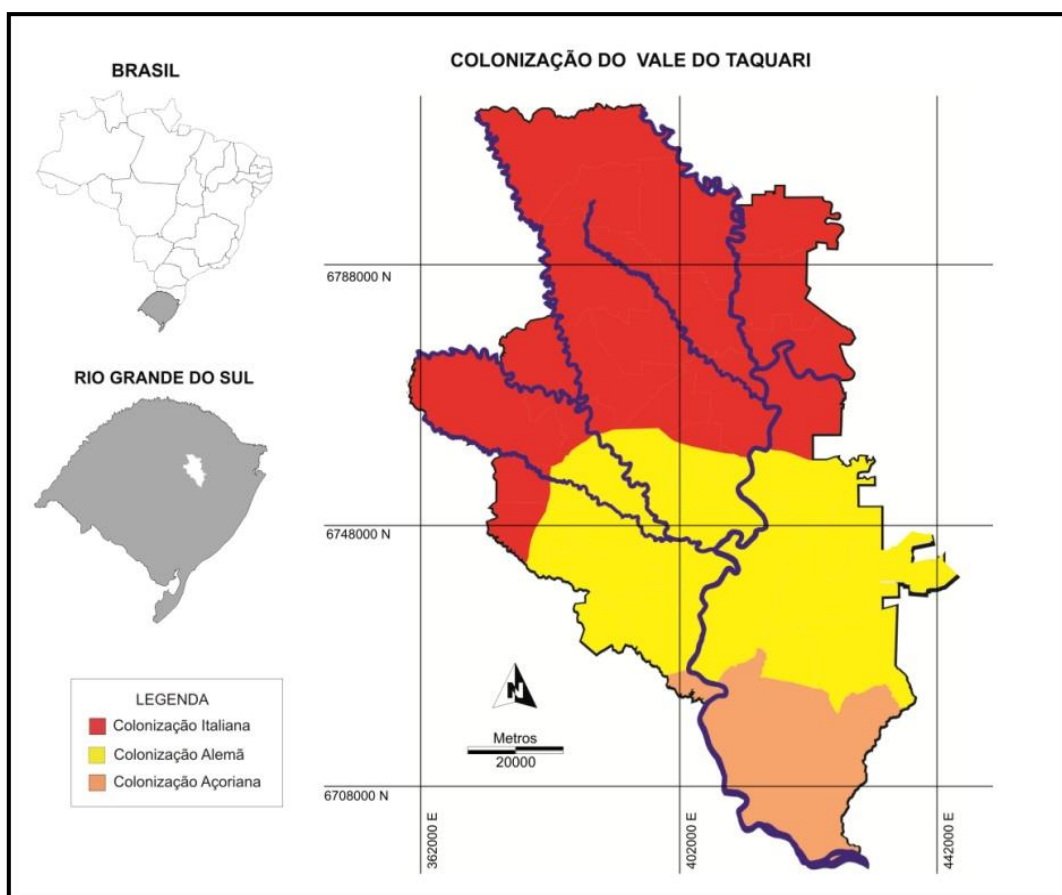 BRASIL
RIO GRANDE DO SUL
LEGENDA
Colonização Italiana
Colonização Alemã
Colonização Açoriana
COLONIZAÇÃO DO VALE DO TAQUARI
6788000 N
6748000 N
6708000 N
N
Metros
20000
362000 E
402000 E
442000 E